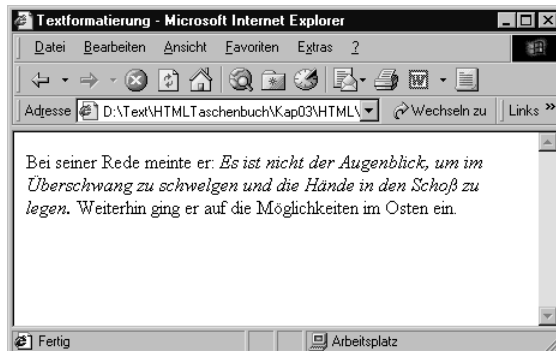 Textformatierung - Microsoft Internet Explorer
Datei Bearbeiten Ansicht Favoriten Extras ?
Adresse D:\Text\HTMLTaschenbuch\Kap03\HTML\ Wechseln zu Links »
Bei seiner Rede meinte er: Es ist nicht der Augenblick, um im
Überschwang zu schwelgen und die Hände in den Schoß zu
legen. Weiterhin ging er auf die Möglichkeiten im Osten ein.
Fertig Arbeitsplatz